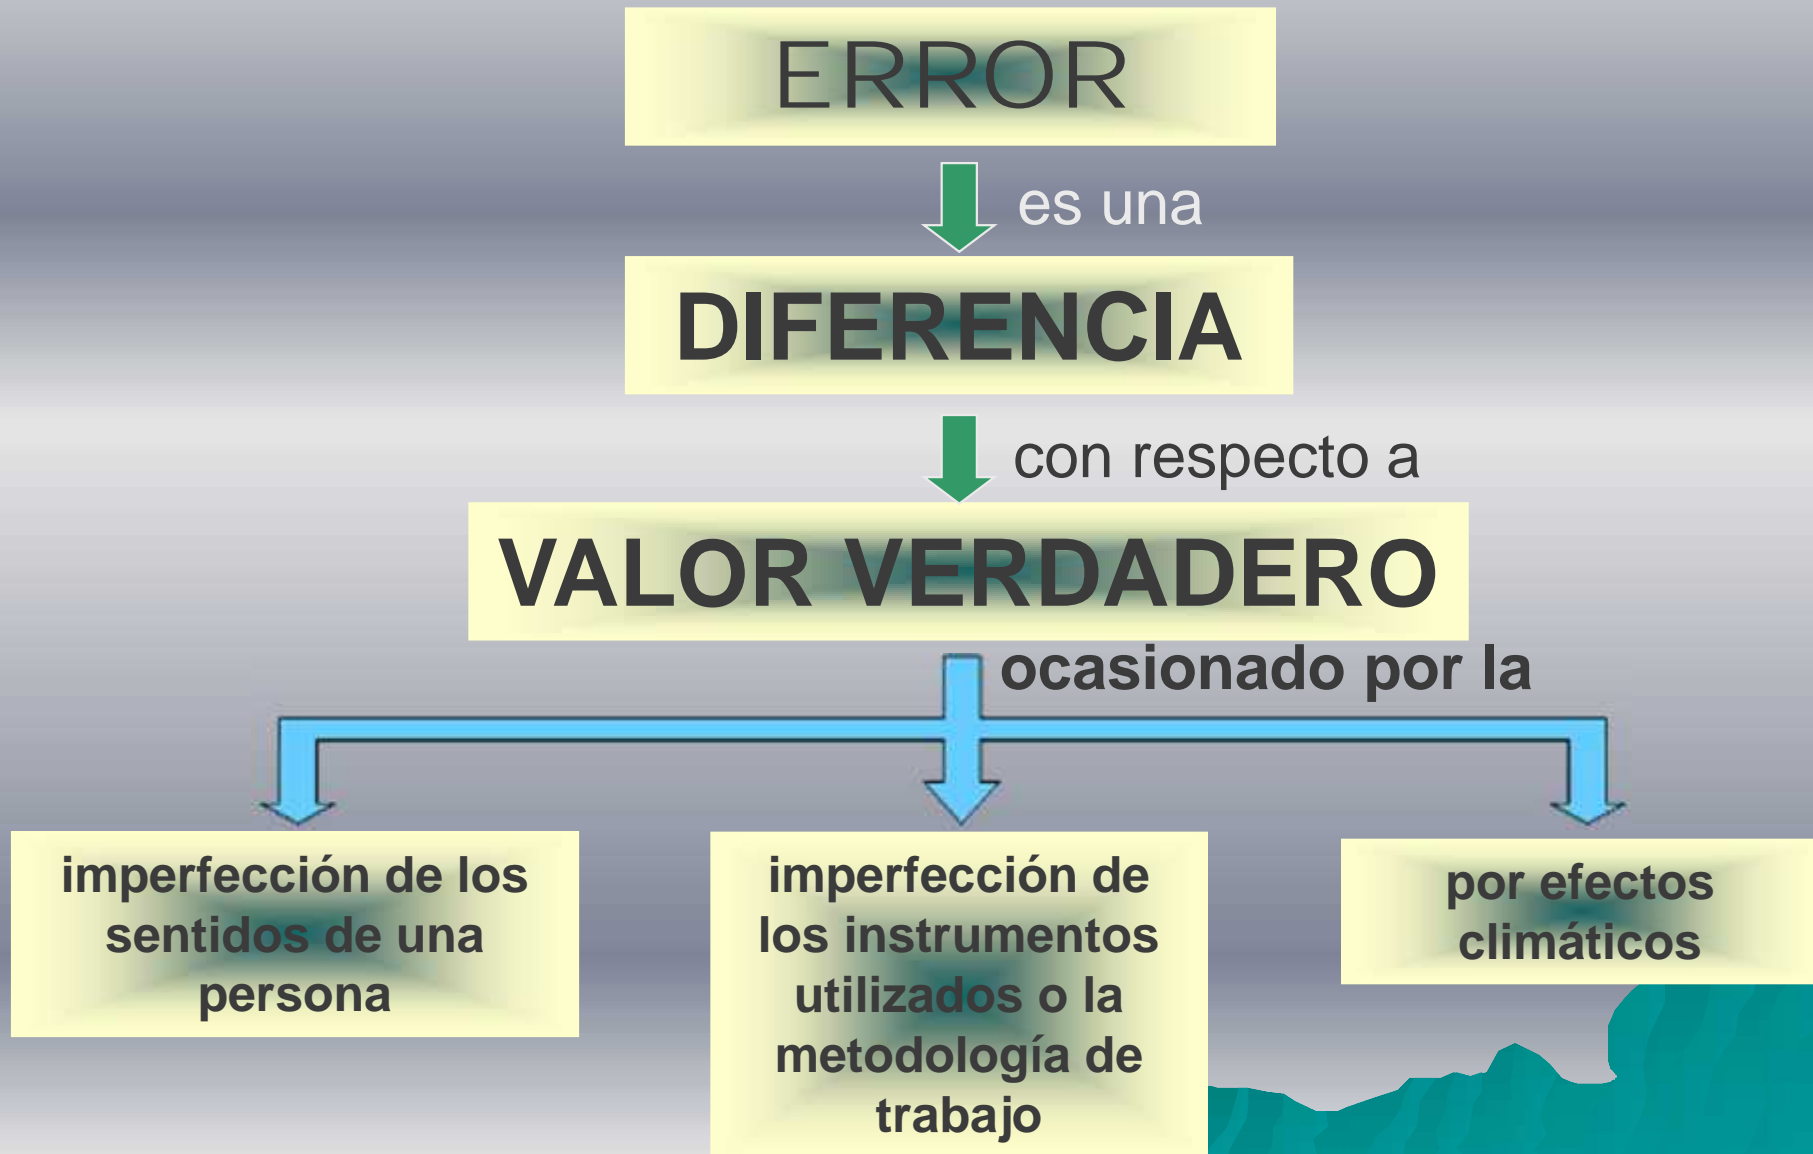 ERROR
es una
DIFERENCIA
con respecto a
VALOR VERDADERO
ocasionado por la
imperfección de los
sentidos de una
persona
imperfección de
los instrumentos
utilizados o la
metodología de
trabajo
por efectos
climáticos